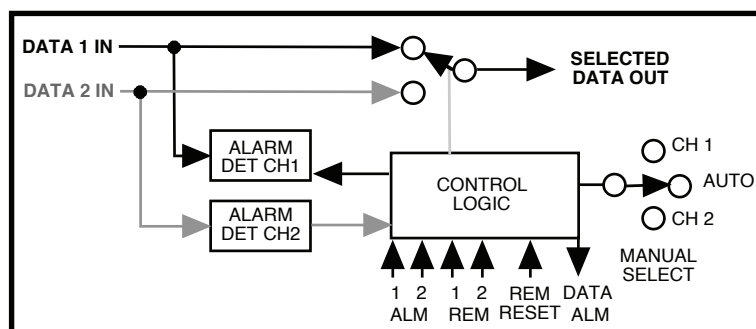 DATA 1 IN
SELECTED
DATA OUT
DATA 2 IN
ALARM
DET CH1
CH 1
CONTROL
LOGIC
AUTO
ALARM
DET CH2
CH 2
MANUAL
SELECT
1 2 1 2 REM DATA
ALM REM RESET ALM